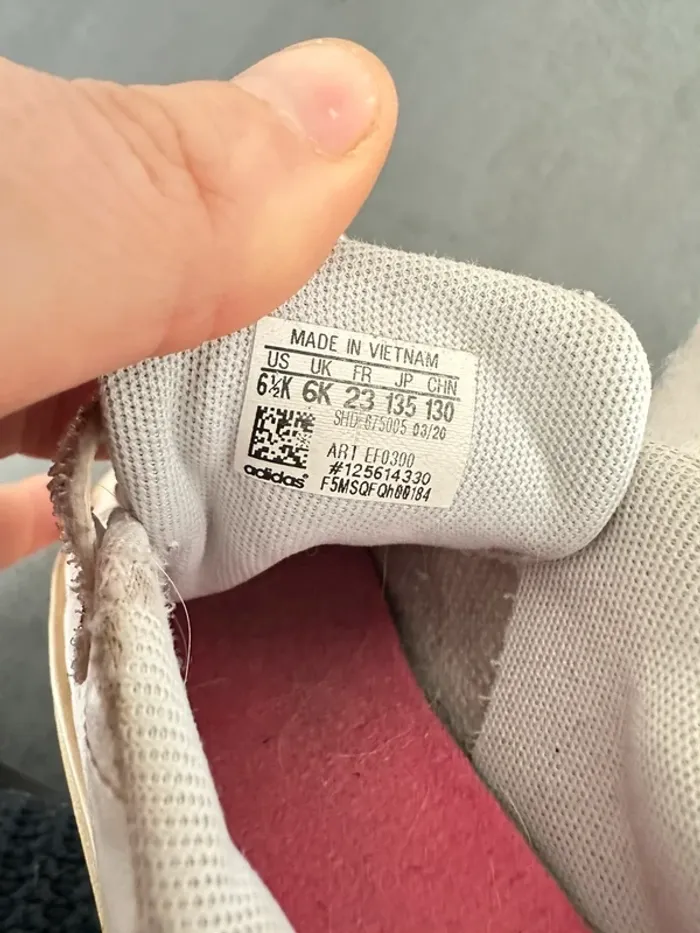 MADE IN VIETNAM
US UK FR JP CHN
6½K 6K 23 135 130
675005 03/20
ART EF0300
#125614330
adidas
F5MSQFQh00184